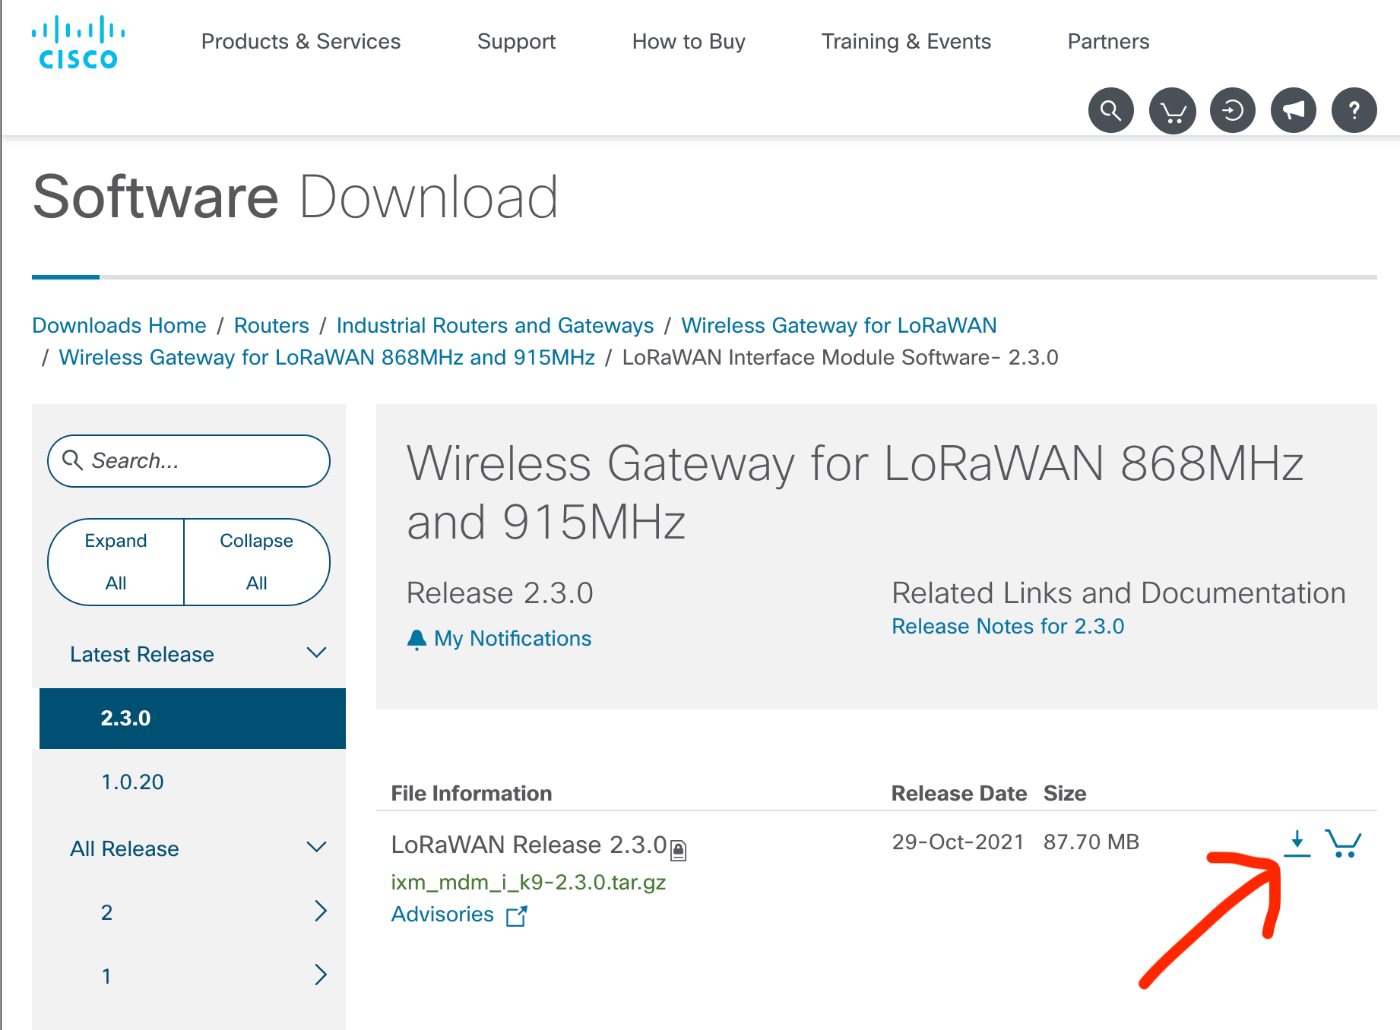 CISCO
Products & Services
Support
How to Buy
Training & Events
Partners
?
Software Download
Downloads Home / Routers / Industrial Routers and Gateways / Wireless Gateway for LoRaWAN
/ Wireless Gateway for LoRaWAN 868MHz and 915MHz / LoRaWAN Interface Module Software- 2.3.0
Search...
Expand All
Collapse All
Latest Release
2.3.0
1.0.20
All Release
2
1
Wireless Gateway for LoRaWAN 868MHz
and 915MHz
Release 2.3.0
My Notifications
Related Links and Documentation
Release Notes for 2.3.0
File Information
Release Date
Size
LoRaWAN Release 2.3.0
29-Oct-2021
87.70 MB
ixm_mdm_i_k9-2.3.0.tar.gz
Advisories